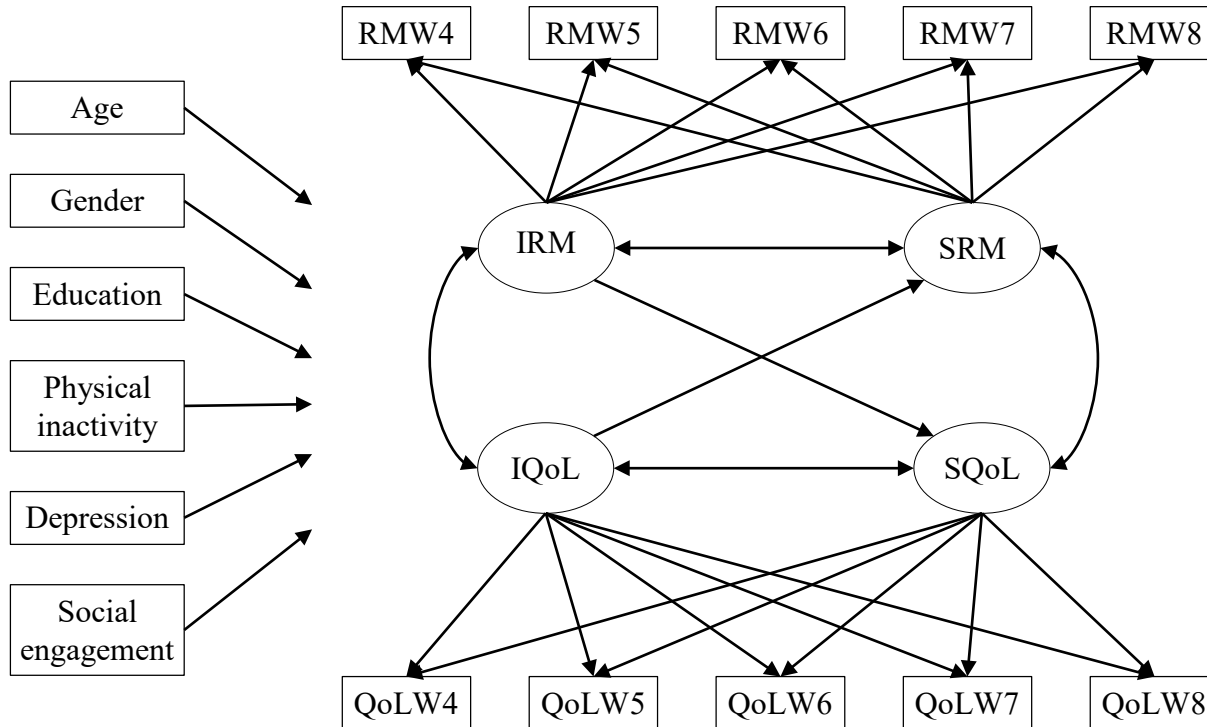 RMW4
RMW5
RMW6
RMW7
RMW8
Age
Gender
Education
Physical
inactivity
Depression
Social
engagement
IRM
SRM
IQoL
SQoL
QoLW4
QoLW5
QoLW6
QoLW7
QoLW8